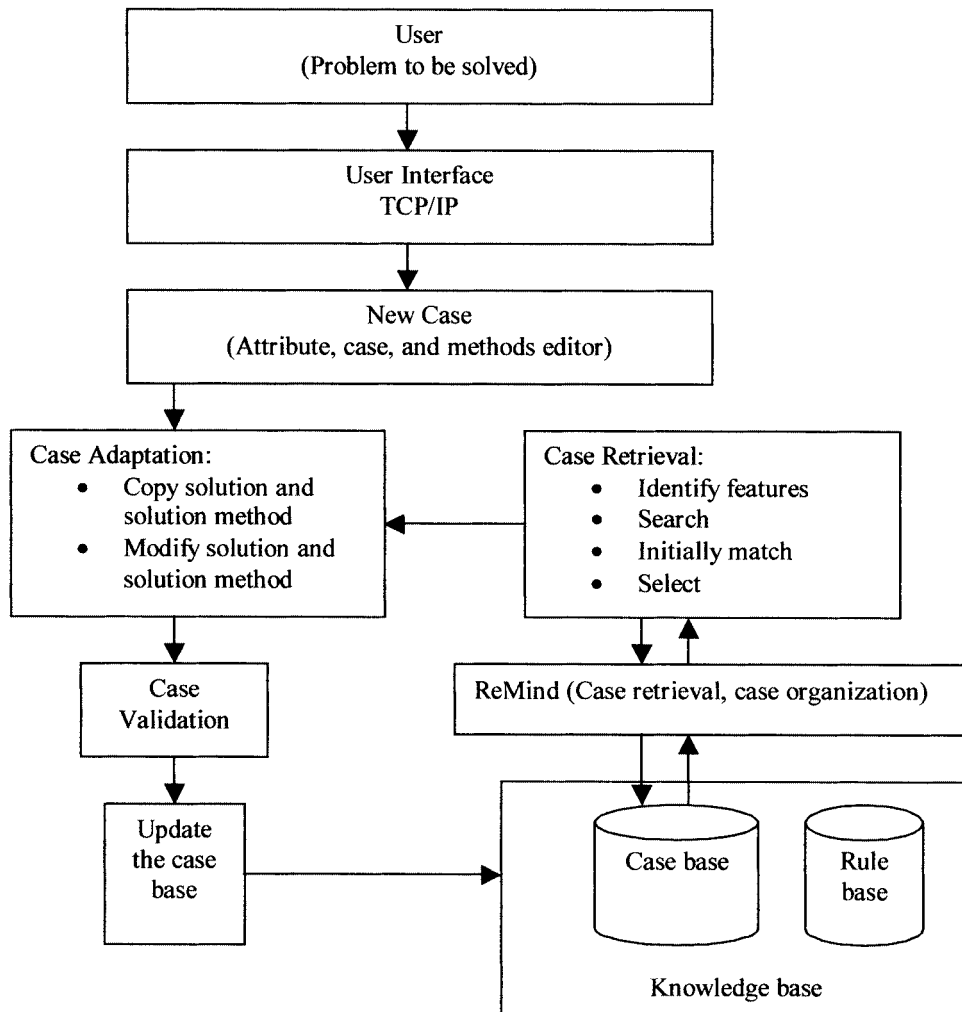 User
(Problem to be solved)
User Interface
TCP/IP
New Case
(Attribute, case, and methods editor)
Case Adaptation:
• Copy solution and
solution method
• Modify solution and
solution method
Case Retrieval:
• Identify features
• Search
• Initially match
• Select
Case
Validation
ReMind (Case retrieval, case organization)
Update
the case
base
Case base
Rule
base
Knowledge base